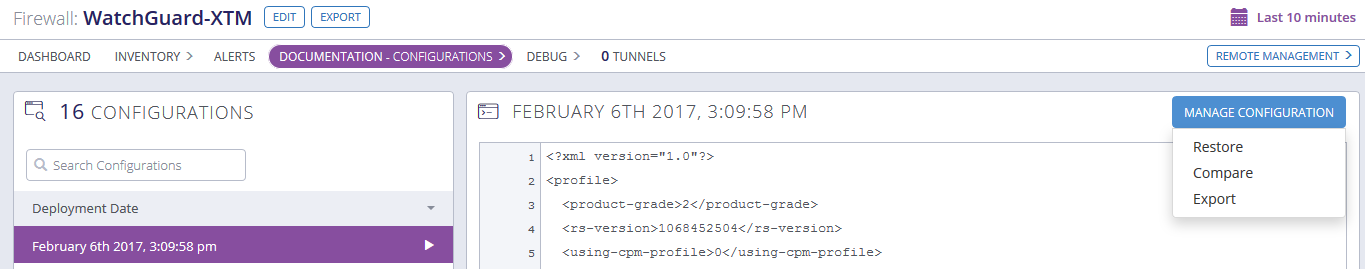 Firewall: WatchGuard-XTM EDIT EXPORT Last 10 minutes
DASHBOARD INVENTORY ALERTS DOCUMENTATION - CONFIGURATIONS DEBUG 0 TUNNELS REMOTE MANAGEMENT
16 CONFIGURATIONS
Search Configurations
Deployment Date
February 6th 2017, 3:09:58 pm
FEBRUARY 6TH 2017, 3:09:58 PM
MANAGE CONFIGURATION
Restore
Compare
Export
1 <?xml version="1.0"?>
2 <profile>
3 <product-grade>2</product-grade>
4 <rs-version>1068452504</rs-version>
5 <using-cpm-profile>0</using-cpm-profile>